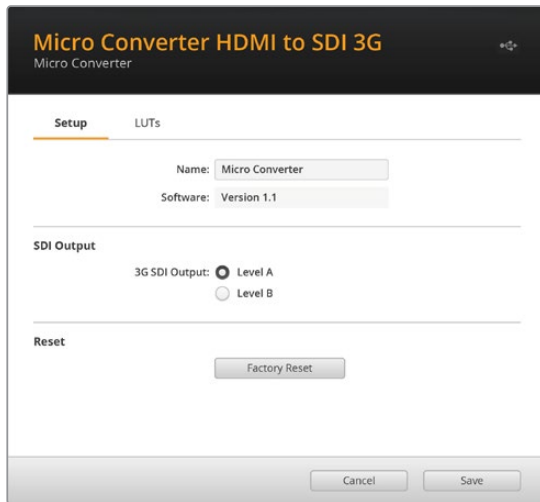 Micro Converter HDMI to SDI 3G
Micro Converter
Setup LUTs
Name: Micro Converter
Software: Version 1.1
SDI Output
3G SDI Output: Level A
Level B
Reset
Factory Reset
Cancel Save